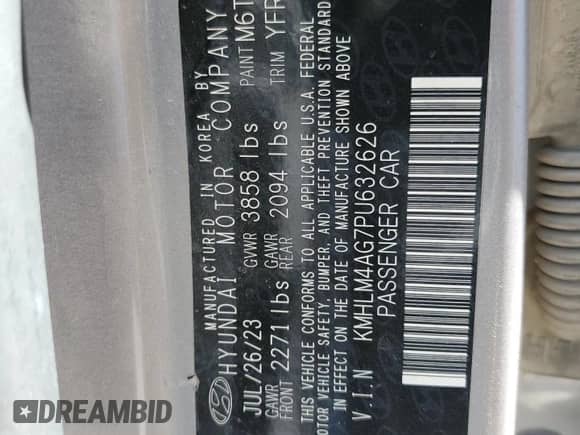 MANUFACTURED IN KOREA BY
HYUNDAI MOTOR COMPANY
JUL/26/23 GVWR 3858 lbs PAINT M6T
GAWR FRONT 2271 lbs GAWR REAR 2094 lbs TRIM YFR
THIS VEHICLE CONFORMS TO ALL APPLICABLE U.S.A. FEDERAL
MOTOR VEHICLE SAFETY, BUMPER, AND THEFT PREVENTION STANDARD
IN EFFECT ON THE DATE OF MANUFACTURE SHOWN ABOVE
V.I.N KMHLM4AG7PU632626
PASSENGER CAR
DREAMBID